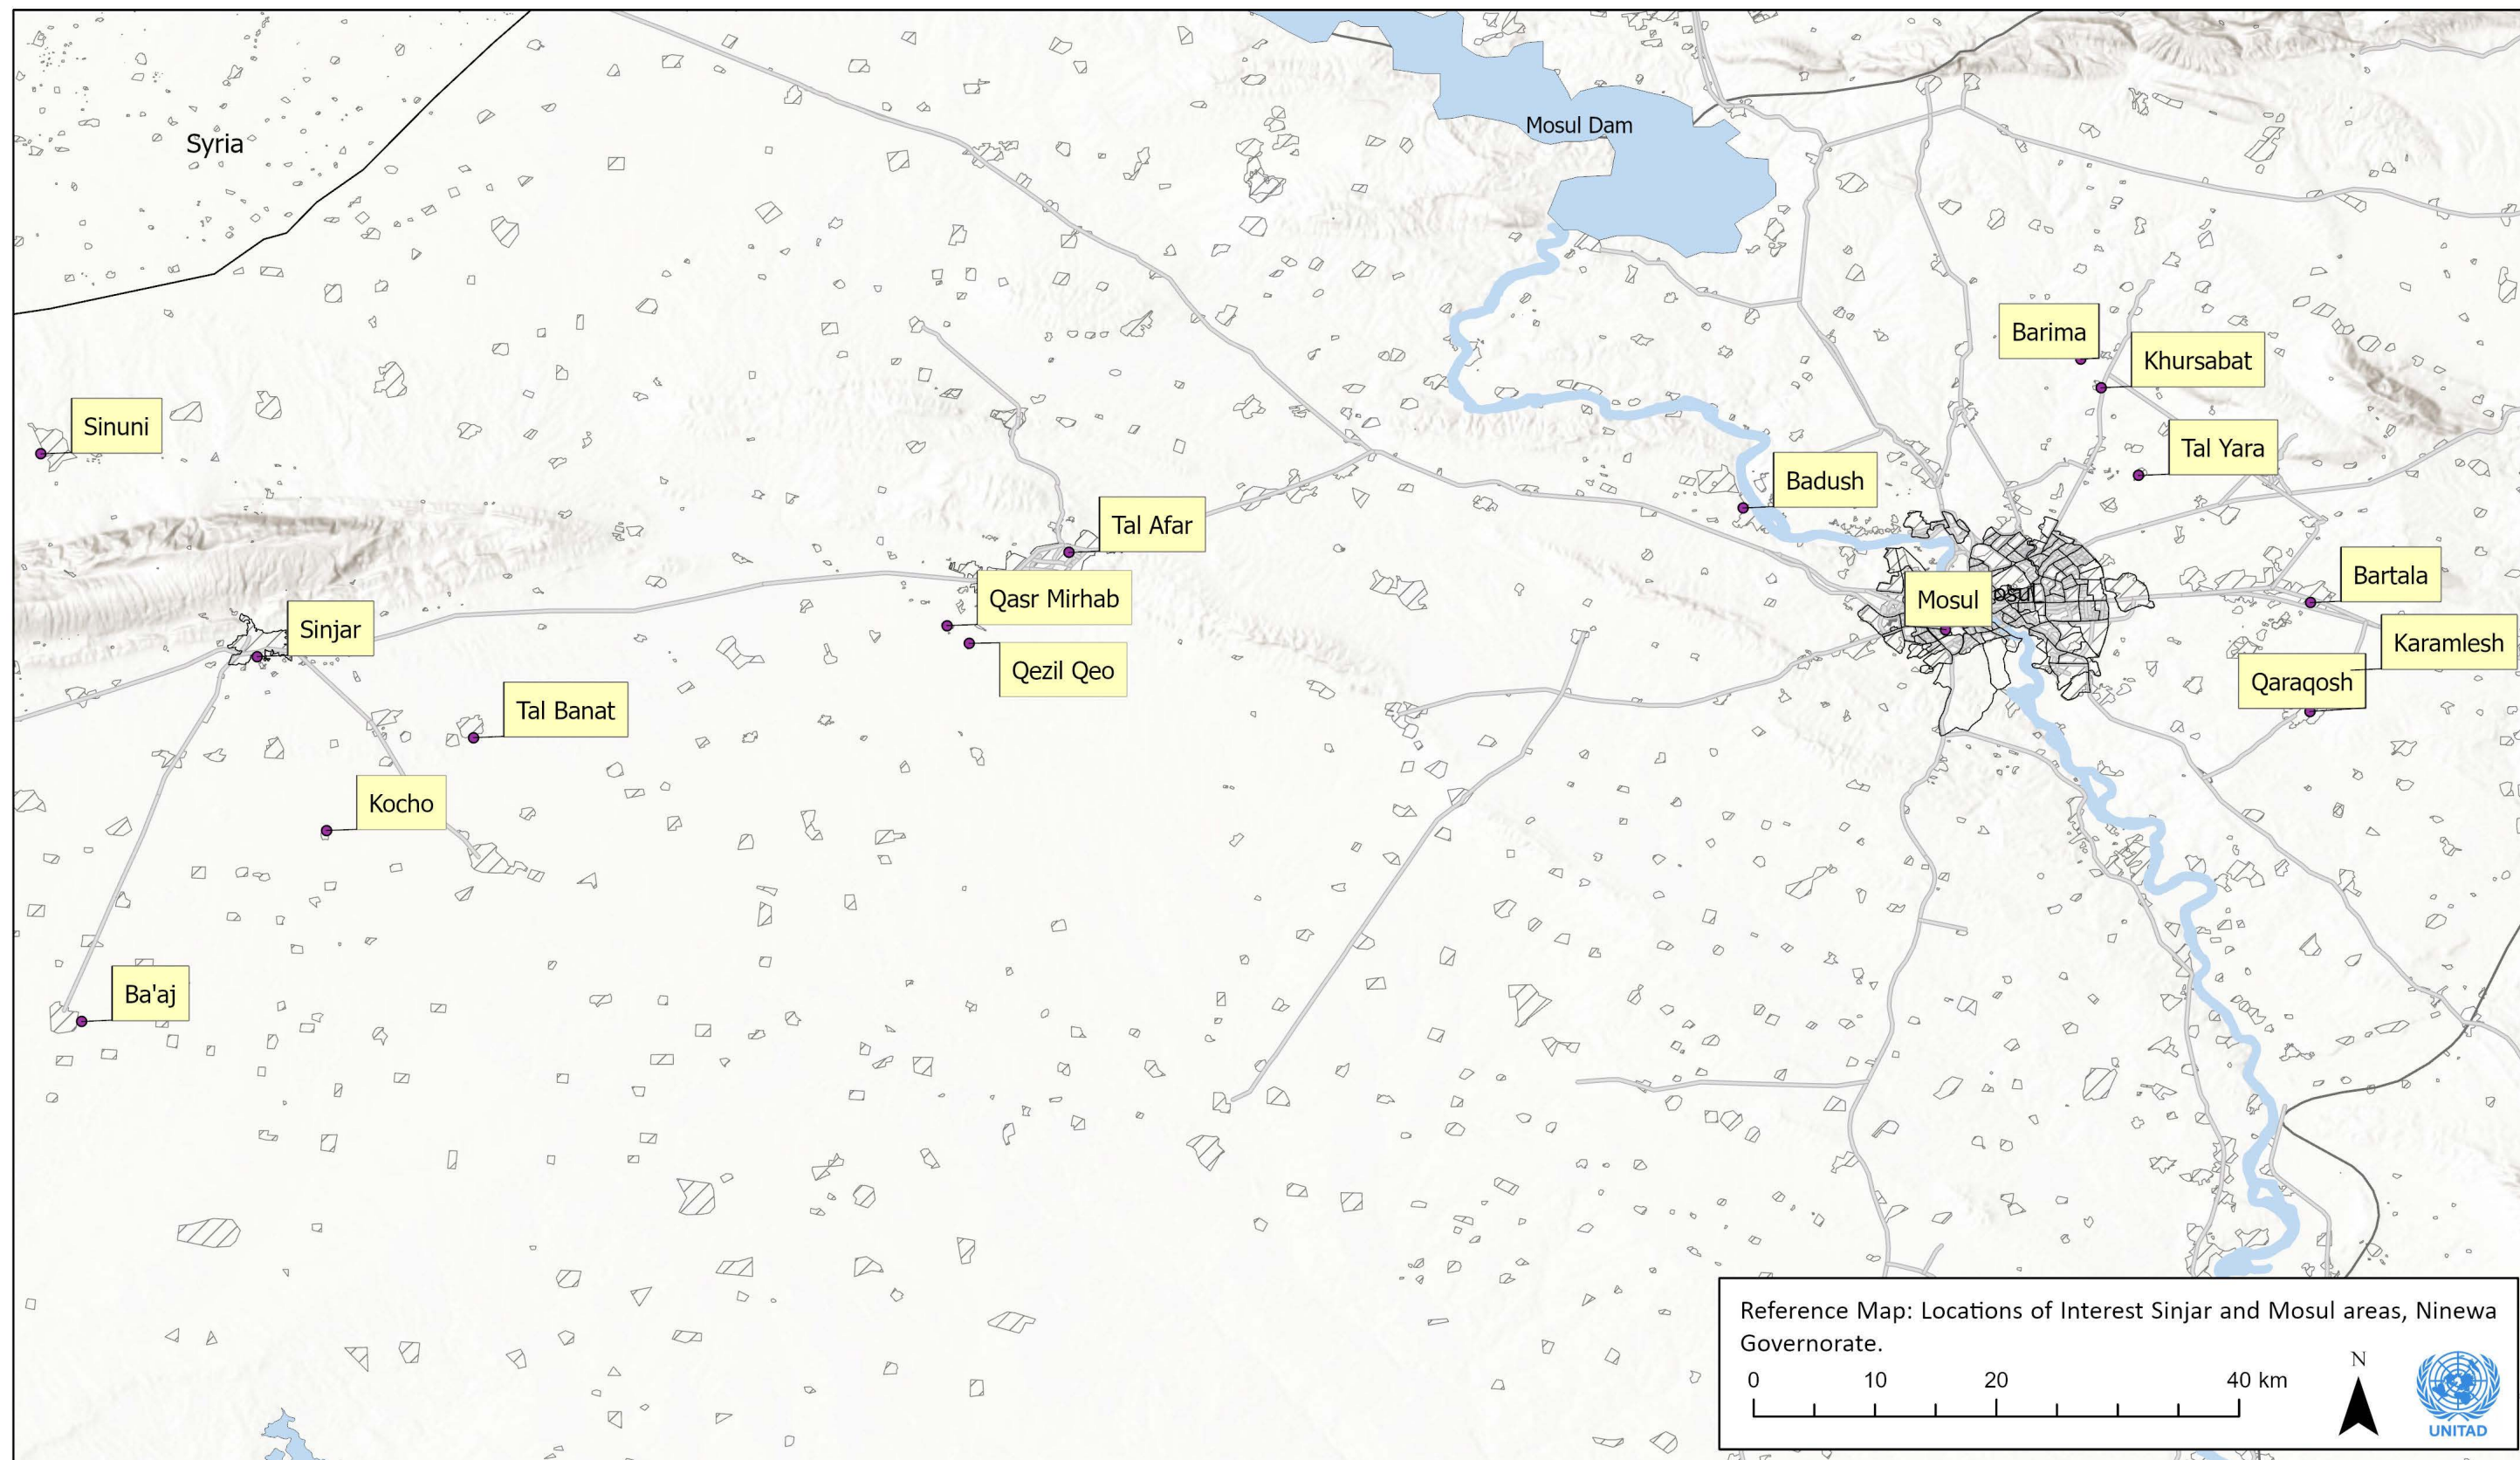 Syria
Mosul Dam
Barima
Khursabat
Sinuni
Tal Yara
Badush
Tal Afar
Bartala
Qasr Mirhab
Mosul
osul
Sinjar
Karamlesh
Qezil Qeo
Qaraqosh
Tal Banat
Kocho
Ba'aj
Reference Map: Locations of Interest Sinjar and Mosul areas, Ninewa
Governorate.
N
0 10 20 40 km
UNITAD